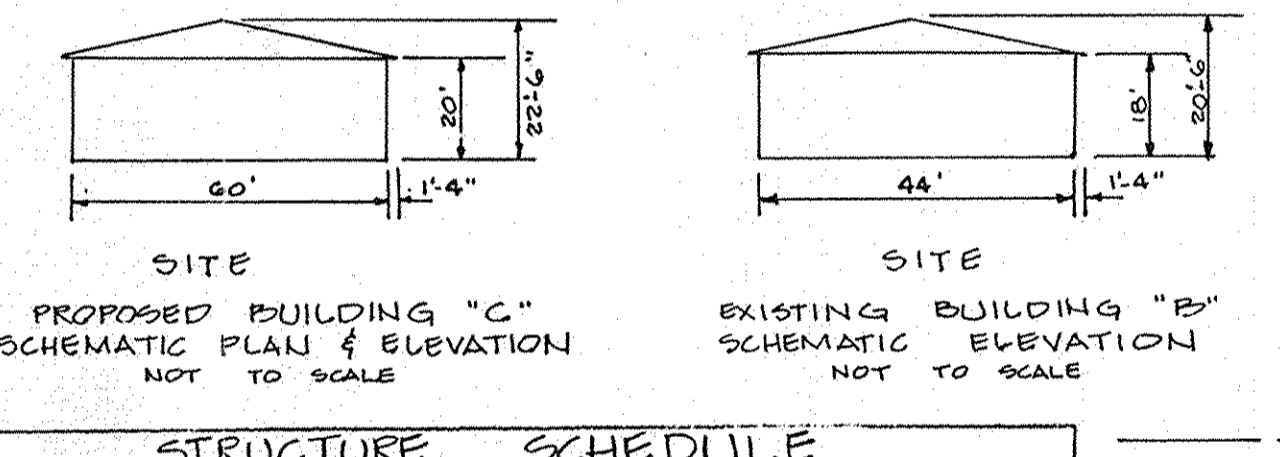 20'
22'-6"
60'
1'-4"
SITE
PROPOSED BUILDING "C"
SCHEMATIC PLAN & ELEVATION
NOT TO SCALE
18'
20'-6"
44'
1'-4"
SITE
EXISTING BUILDING "B"
SCHEMATIC ELEVATION
NOT TO SCALE
STRUCTURE SCHEDULE